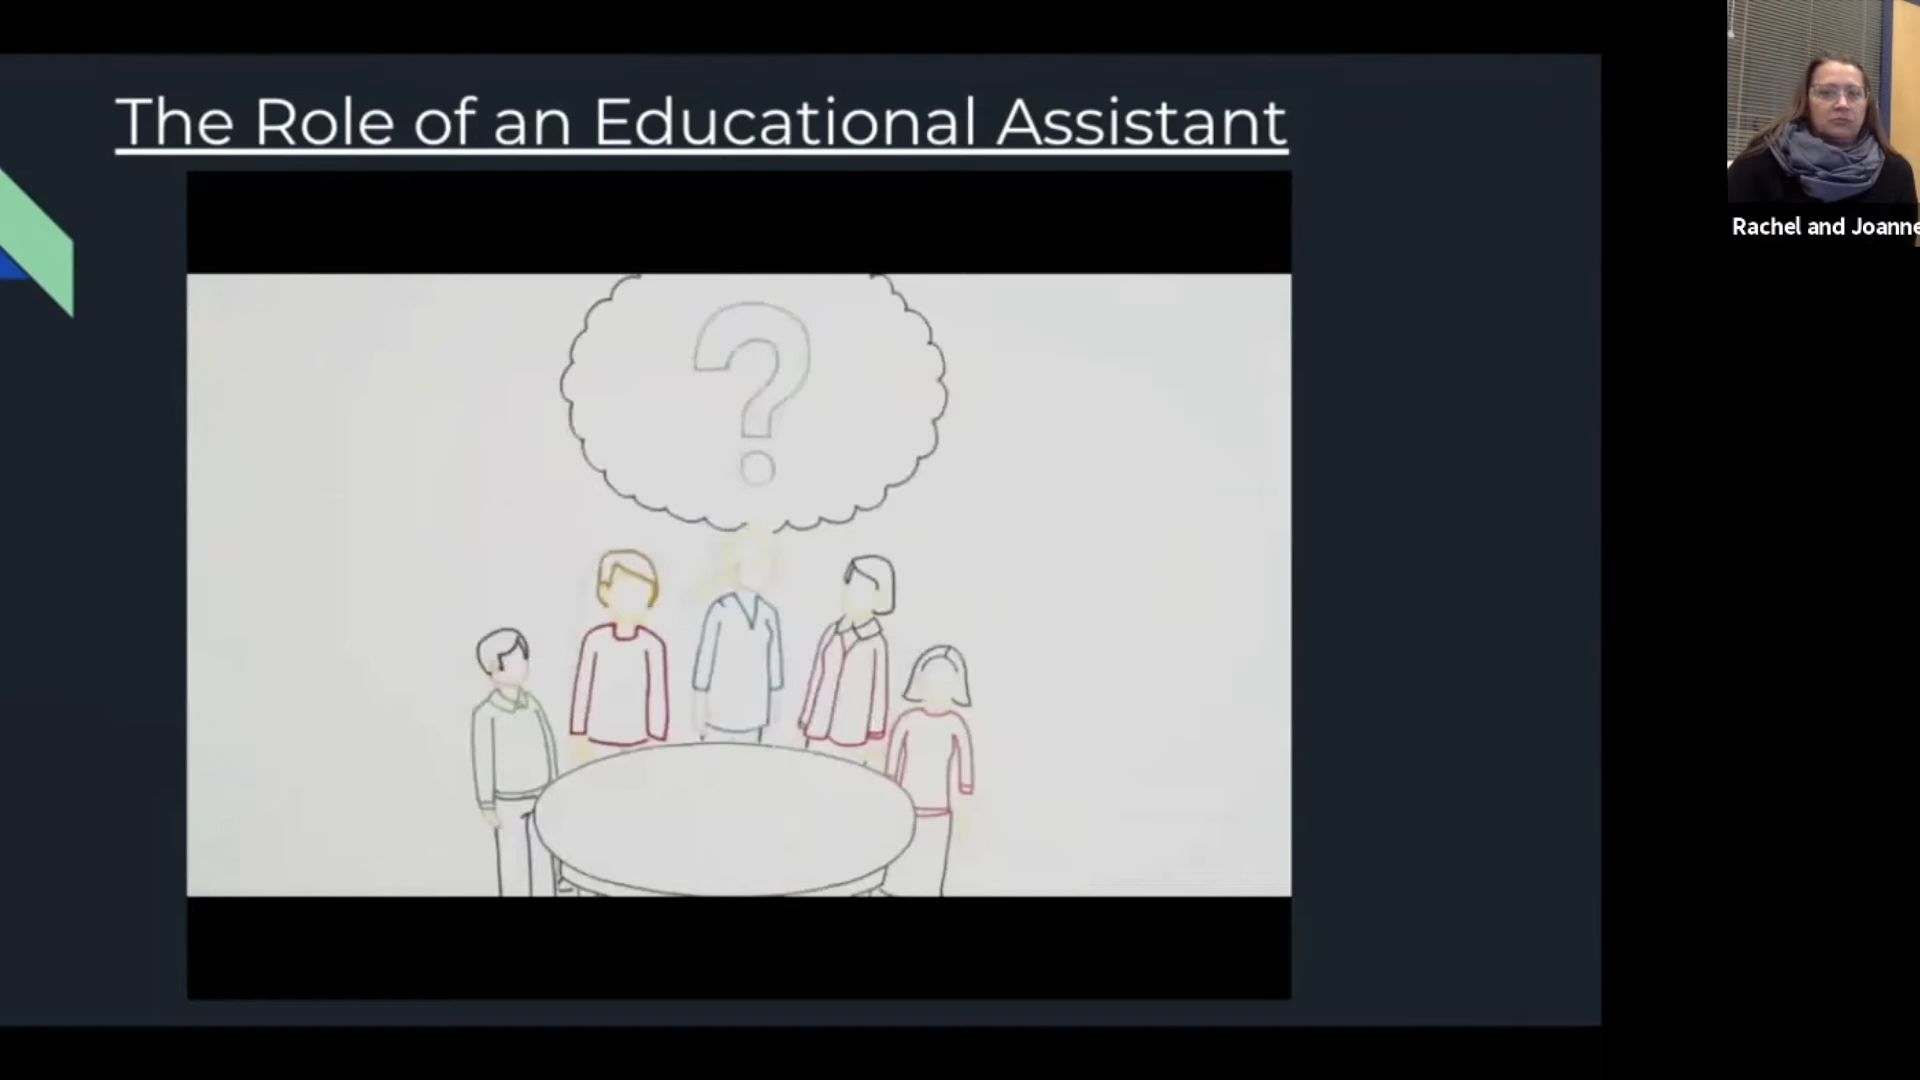 The Role of an Educational Assistant
?
Rachel and Joanne